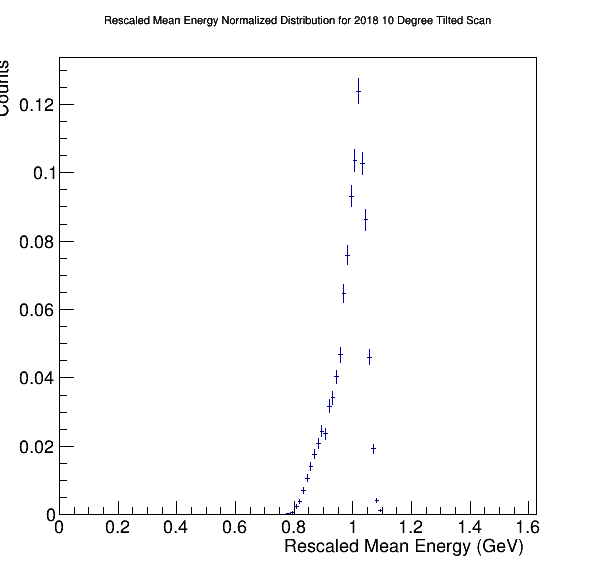 Rescaled Mean Energy Normalized Distribution for 2018 10 Degree Tilted Scan
Counts
0.12
0.1
0.08
0.06
0.04
0.02
0
0 0.2 0.4 0.6 0.8 1 1.2 1.4 1.6
Rescaled Mean Energy (GeV)